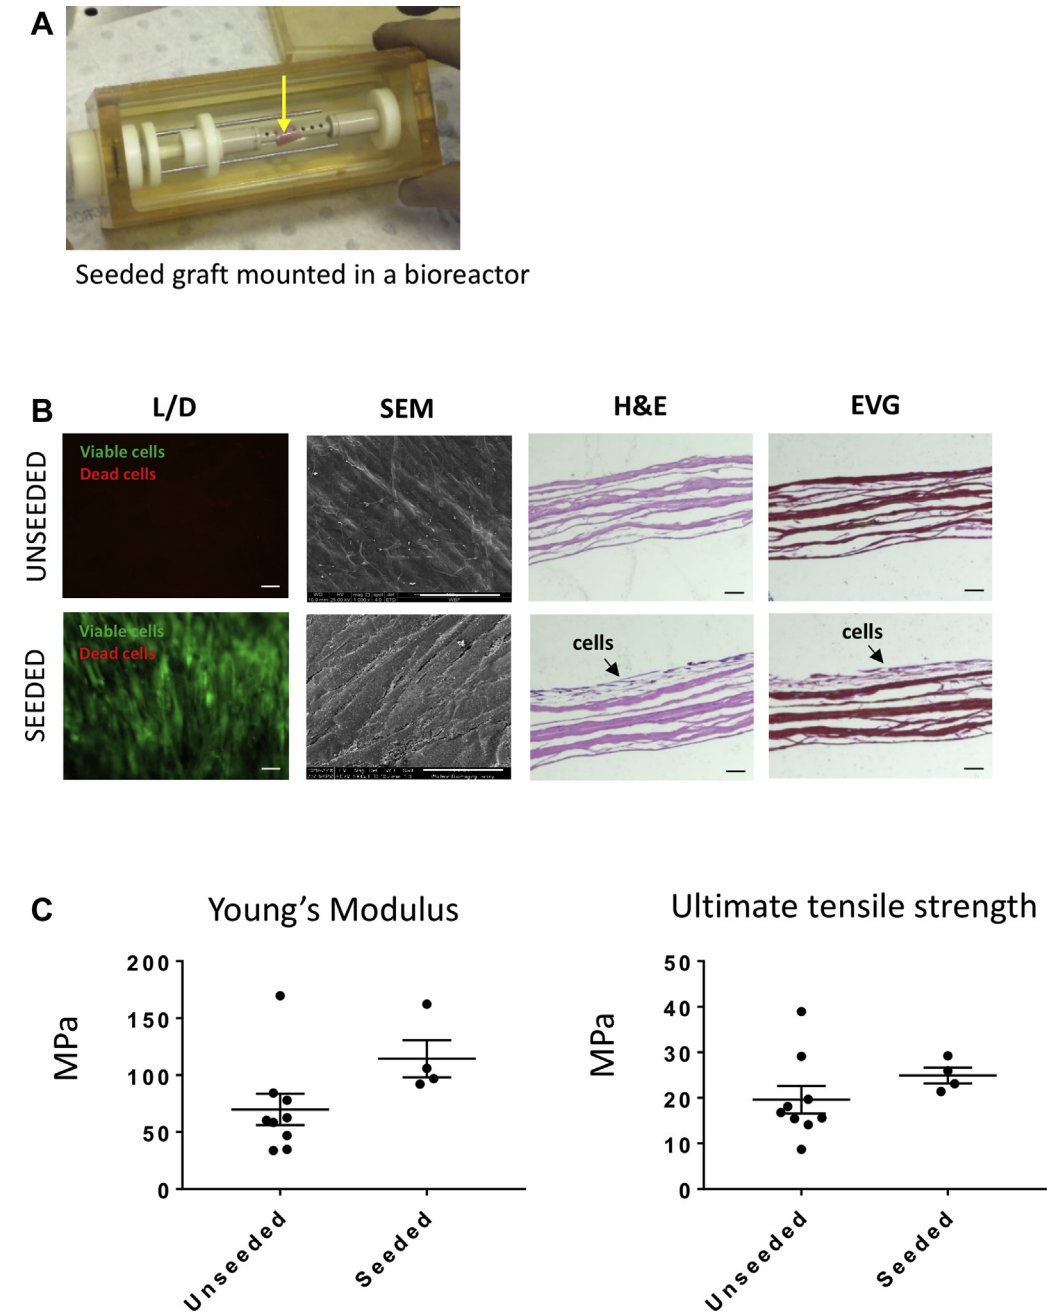 A
Seeded graft mounted in a bioreactor
B
L/D
SEM
H&E
EVG
UNSEEDED
Viable cells
Dead cells
SEEDED
Viable cells
Dead cells
cells
cells
C
Young's Modulus
MPa
200
150
100
50
0
Unseeded
Seeded
Ultimate tensile strength
MPa
50
40
30
20
10
0
Unseeded
Seeded